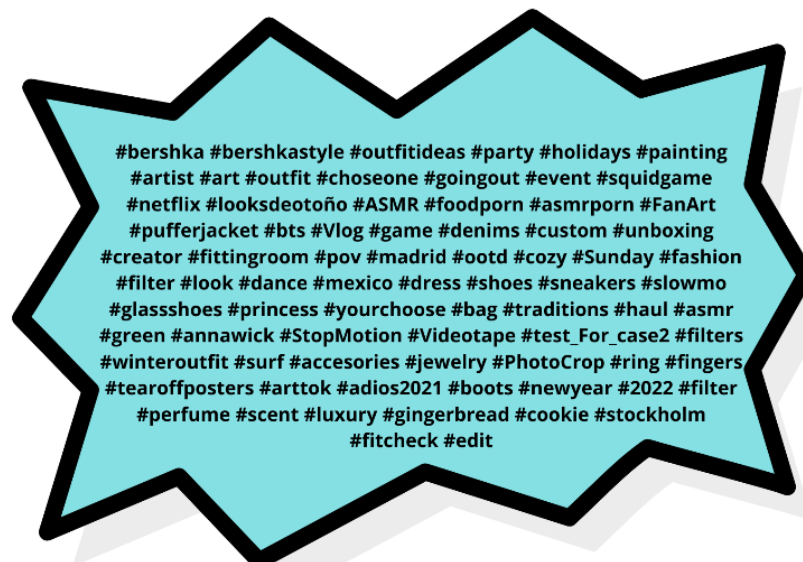 #bershka #bershkastyle #outfitideas #party #holidays #painting
#artist #art #outfit #choseone #goingout #event #squidgame
#netflix #looksdeotoño #ASMR #foodporn #asmrporn #FanArt
#pufferjacket #bts #Vlog #game #denims #custom #unboxing
#creator #fittingroom #pov #madrid #ootd #cozy #Sunday #fashion
#filter #look #dance #mexico #dress #shoes #sneakers #slowmo
#glassshoes #princess #yourchoose #bag #traditions #haul #asmr
#green #annawick #StopMotion #Videotape #test_For_case2 #filters
#winteroutfit #surf #accesories #jewelry #PhotoCrop #ring #fingers
#tearoffposters #arttok #adios2021 #boots #newyear #2022 #filter
#perfume #scent #luxury #gingerbread #cookie #stockholm
#fitcheck #edit